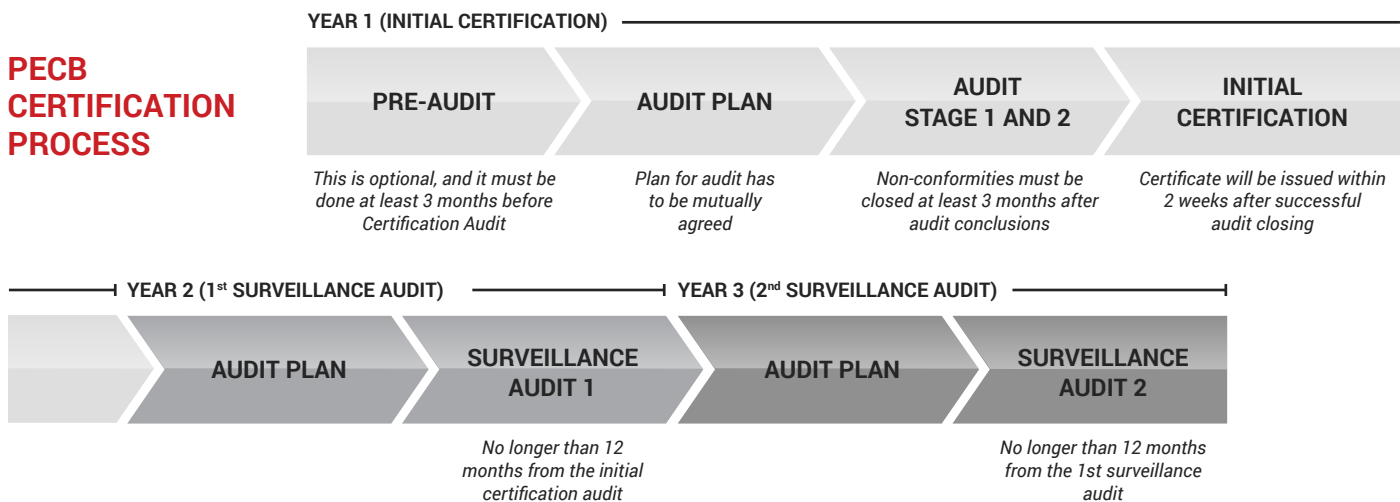 PECB
CERTIFICATION
PROCESS
YEAR 1 (INITIAL CERTIFICATION)
PRE-AUDIT
This is optional, and it must be
done at least 3 months before
Certification Audit
AUDIT PLAN
Plan for audit has
to be mutually
agreed
AUDIT
STAGE 1 AND 2
Non-conformities must be
closed at least 3 months after
audit conclusions
INITIAL
CERTIFICATION
Certificate will be issued within
2 weeks after successful
audit closing
YEAR 2 (1st SURVEILLANCE AUDIT)
AUDIT PLAN
SURVEILLANCE
AUDIT 1
No longer than 12
months from the initial
certification audit
YEAR 3 (2nd SURVEILLANCE AUDIT)
AUDIT PLAN
SURVEILLANCE
AUDIT 2
No longer than 12 months
from the 1st surveillance
audit